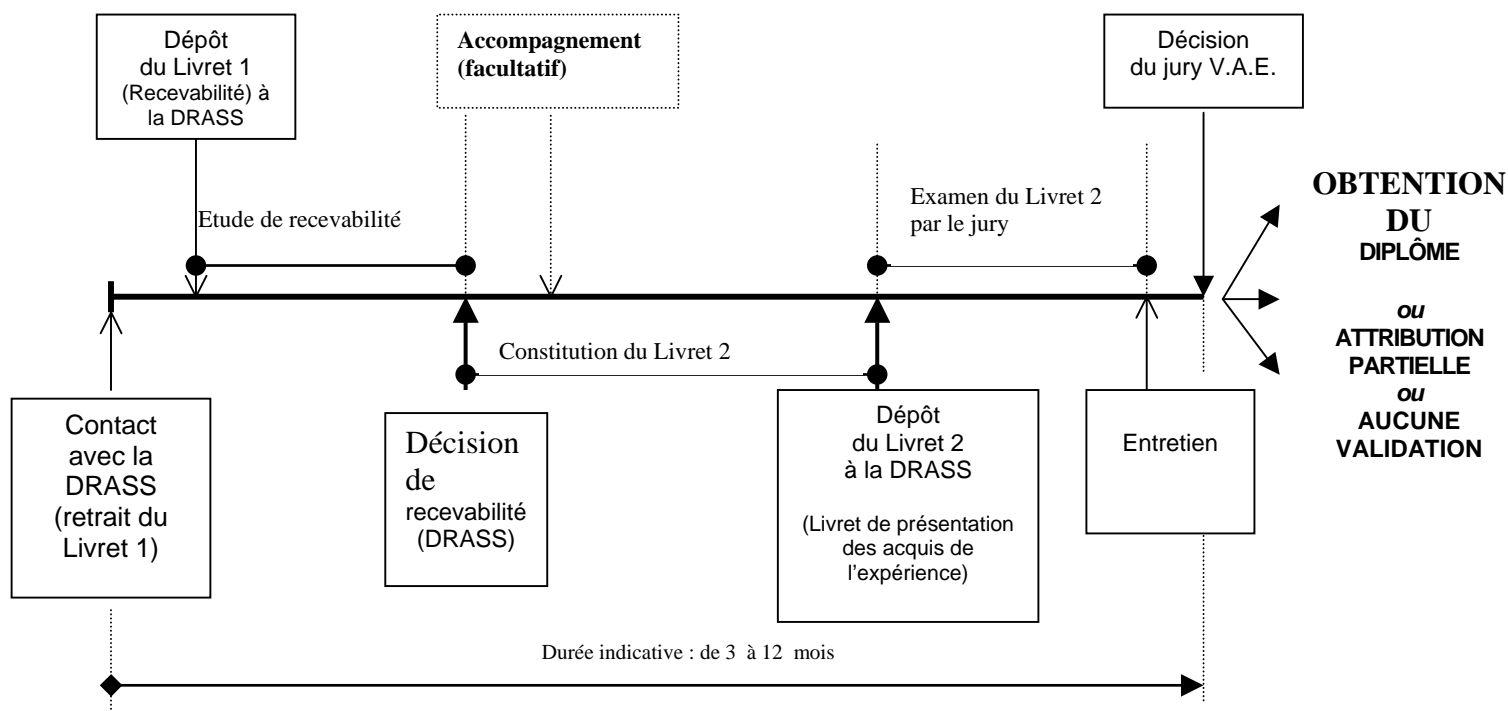 Dépôt
du Livret 1
(Recevabilité) à
la DRASS
Accompagnement
(facultatif)
Décision
du jury V.A.E.
Etude de recevabilité
Examen du Livret 2
par le jury
OBTENTION
DU
DIPLÔME
ou
ATTRIBUTION
PARTIELLE
ou
AUCUNE
VALIDATION
Constitution du Livret 2
Contact
avec la
DRASS
(retrait du
Livret 1)
Décision
de
recevabilité
(DRASS)
Dépôt
du Livret 2
à la DRASS
(Livret de présentation
des acquis de
l’expérience)
Entretien
Durée indicative : de 3 à 12 mois